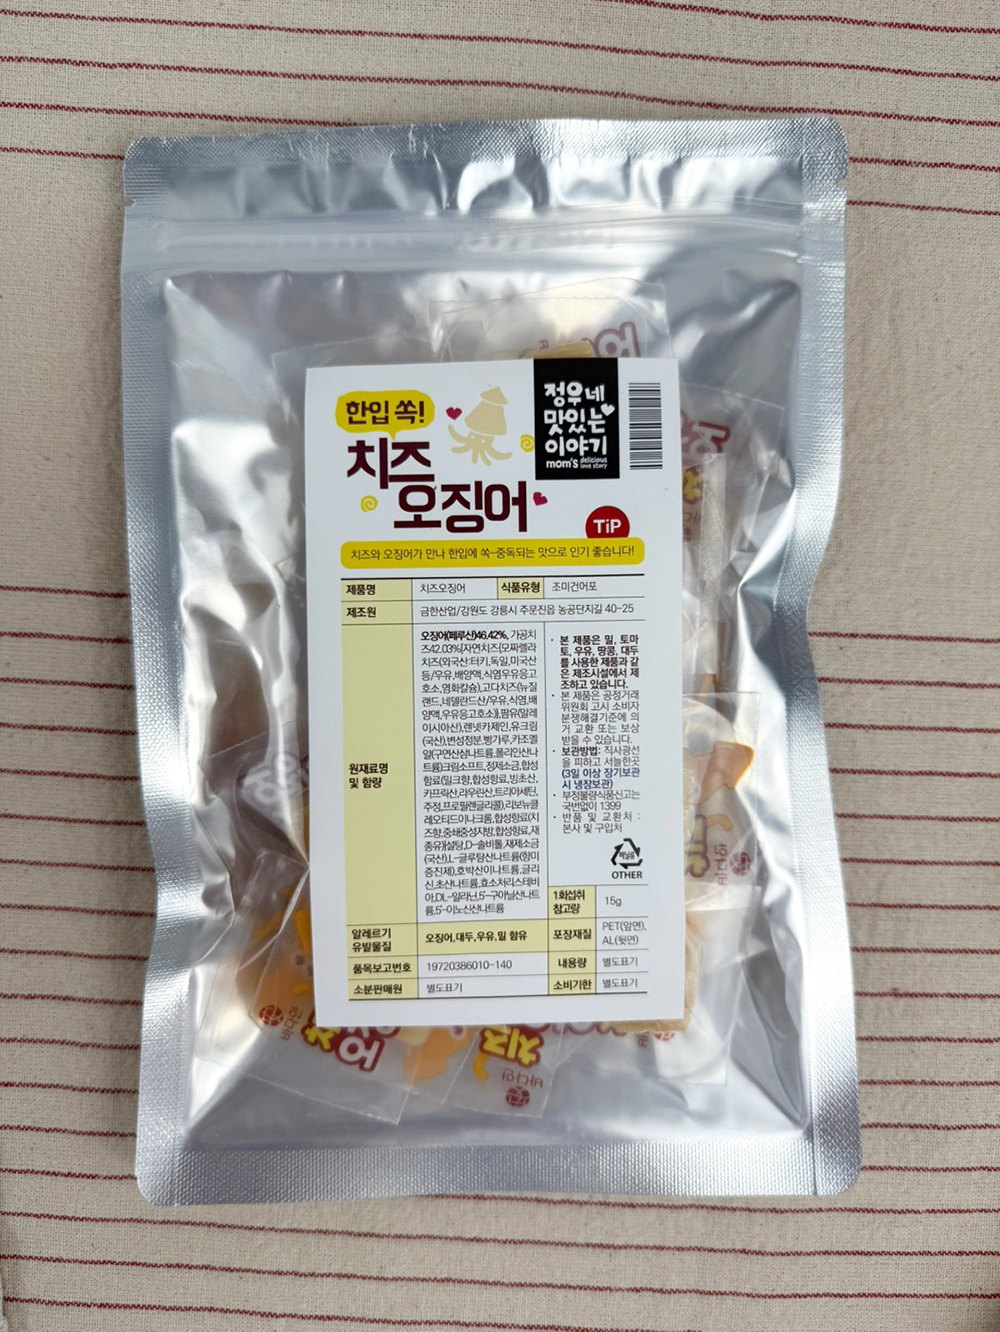 한입 쏙!
치즈
오징어
정우네
맛있는
이야기
mom's delicious love story
TiP
치즈와 오징어가 만나 한입에 쏙~중독되는 맛으로 인기 좋습니다!
제품명 치즈오징어 식품유형 조미건어포
제조원 금한산업/강원도 강릉시 주문진읍 농공단지길 40-25
원재료명
및 함량
오징어(페루산)46.42%, 가공치
즈42.03%{자연치즈(모짜렐라
치즈(외국산:터키,독일,미국산
등/우유,배양액,식염우유응고
효소,염화칼슘),고다치즈(뉴질
랜드,네델란드산/우유,식염,배
양액,우유응고효소)),팜유(말레
이시아산),렌넷카제인,유크림
(국산),변성전분,빵가루,카조멜
알(구연산삼나트륨,폴리인산나
트륨)크림소프트,정제소금,합성
향료(밀크향,합성향료,빙초산,
카프릭산,라우린산,트리아세틴,
주정,프로필렌글리콜),리보뉴클
레오티드이나크롬,합성향료(치
즈향,중쇄중성지방,합성향료,재
종유)}설탕,D-솔비톨,재제소금
(국산),L-글루탐산나트륨(향미
증진제),호박산이나트륨,글리
신,초산나트륨,효소처리스테비
아,DL-알라닌,5'-구아닐산나트
륨,5'-이노신산나트륨
· 본 제품은 밀, 토마
토, 우유, 땅콩, 대두
를 사용한 제품과 같
은 제조시설에서 제
조하고 있습니다.
· 본 제품은 공정거래
위원회 고시 소비자
분쟁해결기준에 의
거 교환 또는 보상
받을 수 있습니다.
· 보관방법: 직사광선
을 피하고 서늘한곳
(3일 이상 장기보관
시 냉장보관)
· 부정불량식품신고는
국번없이 1399
· 반품 및 교환처 :
본사 및 구입처
비닐류
OTHER
1회섭취
참고량
15g
알레르기
유발물질
오징어,대두,우유,밀 함유
포장재질
PET(앞면),
AL(뒷면)
품목보고번호 19720386010-140 내용량 별도표기
소분판매원 별도표기 소비기한 별도표기
바다원
치즈